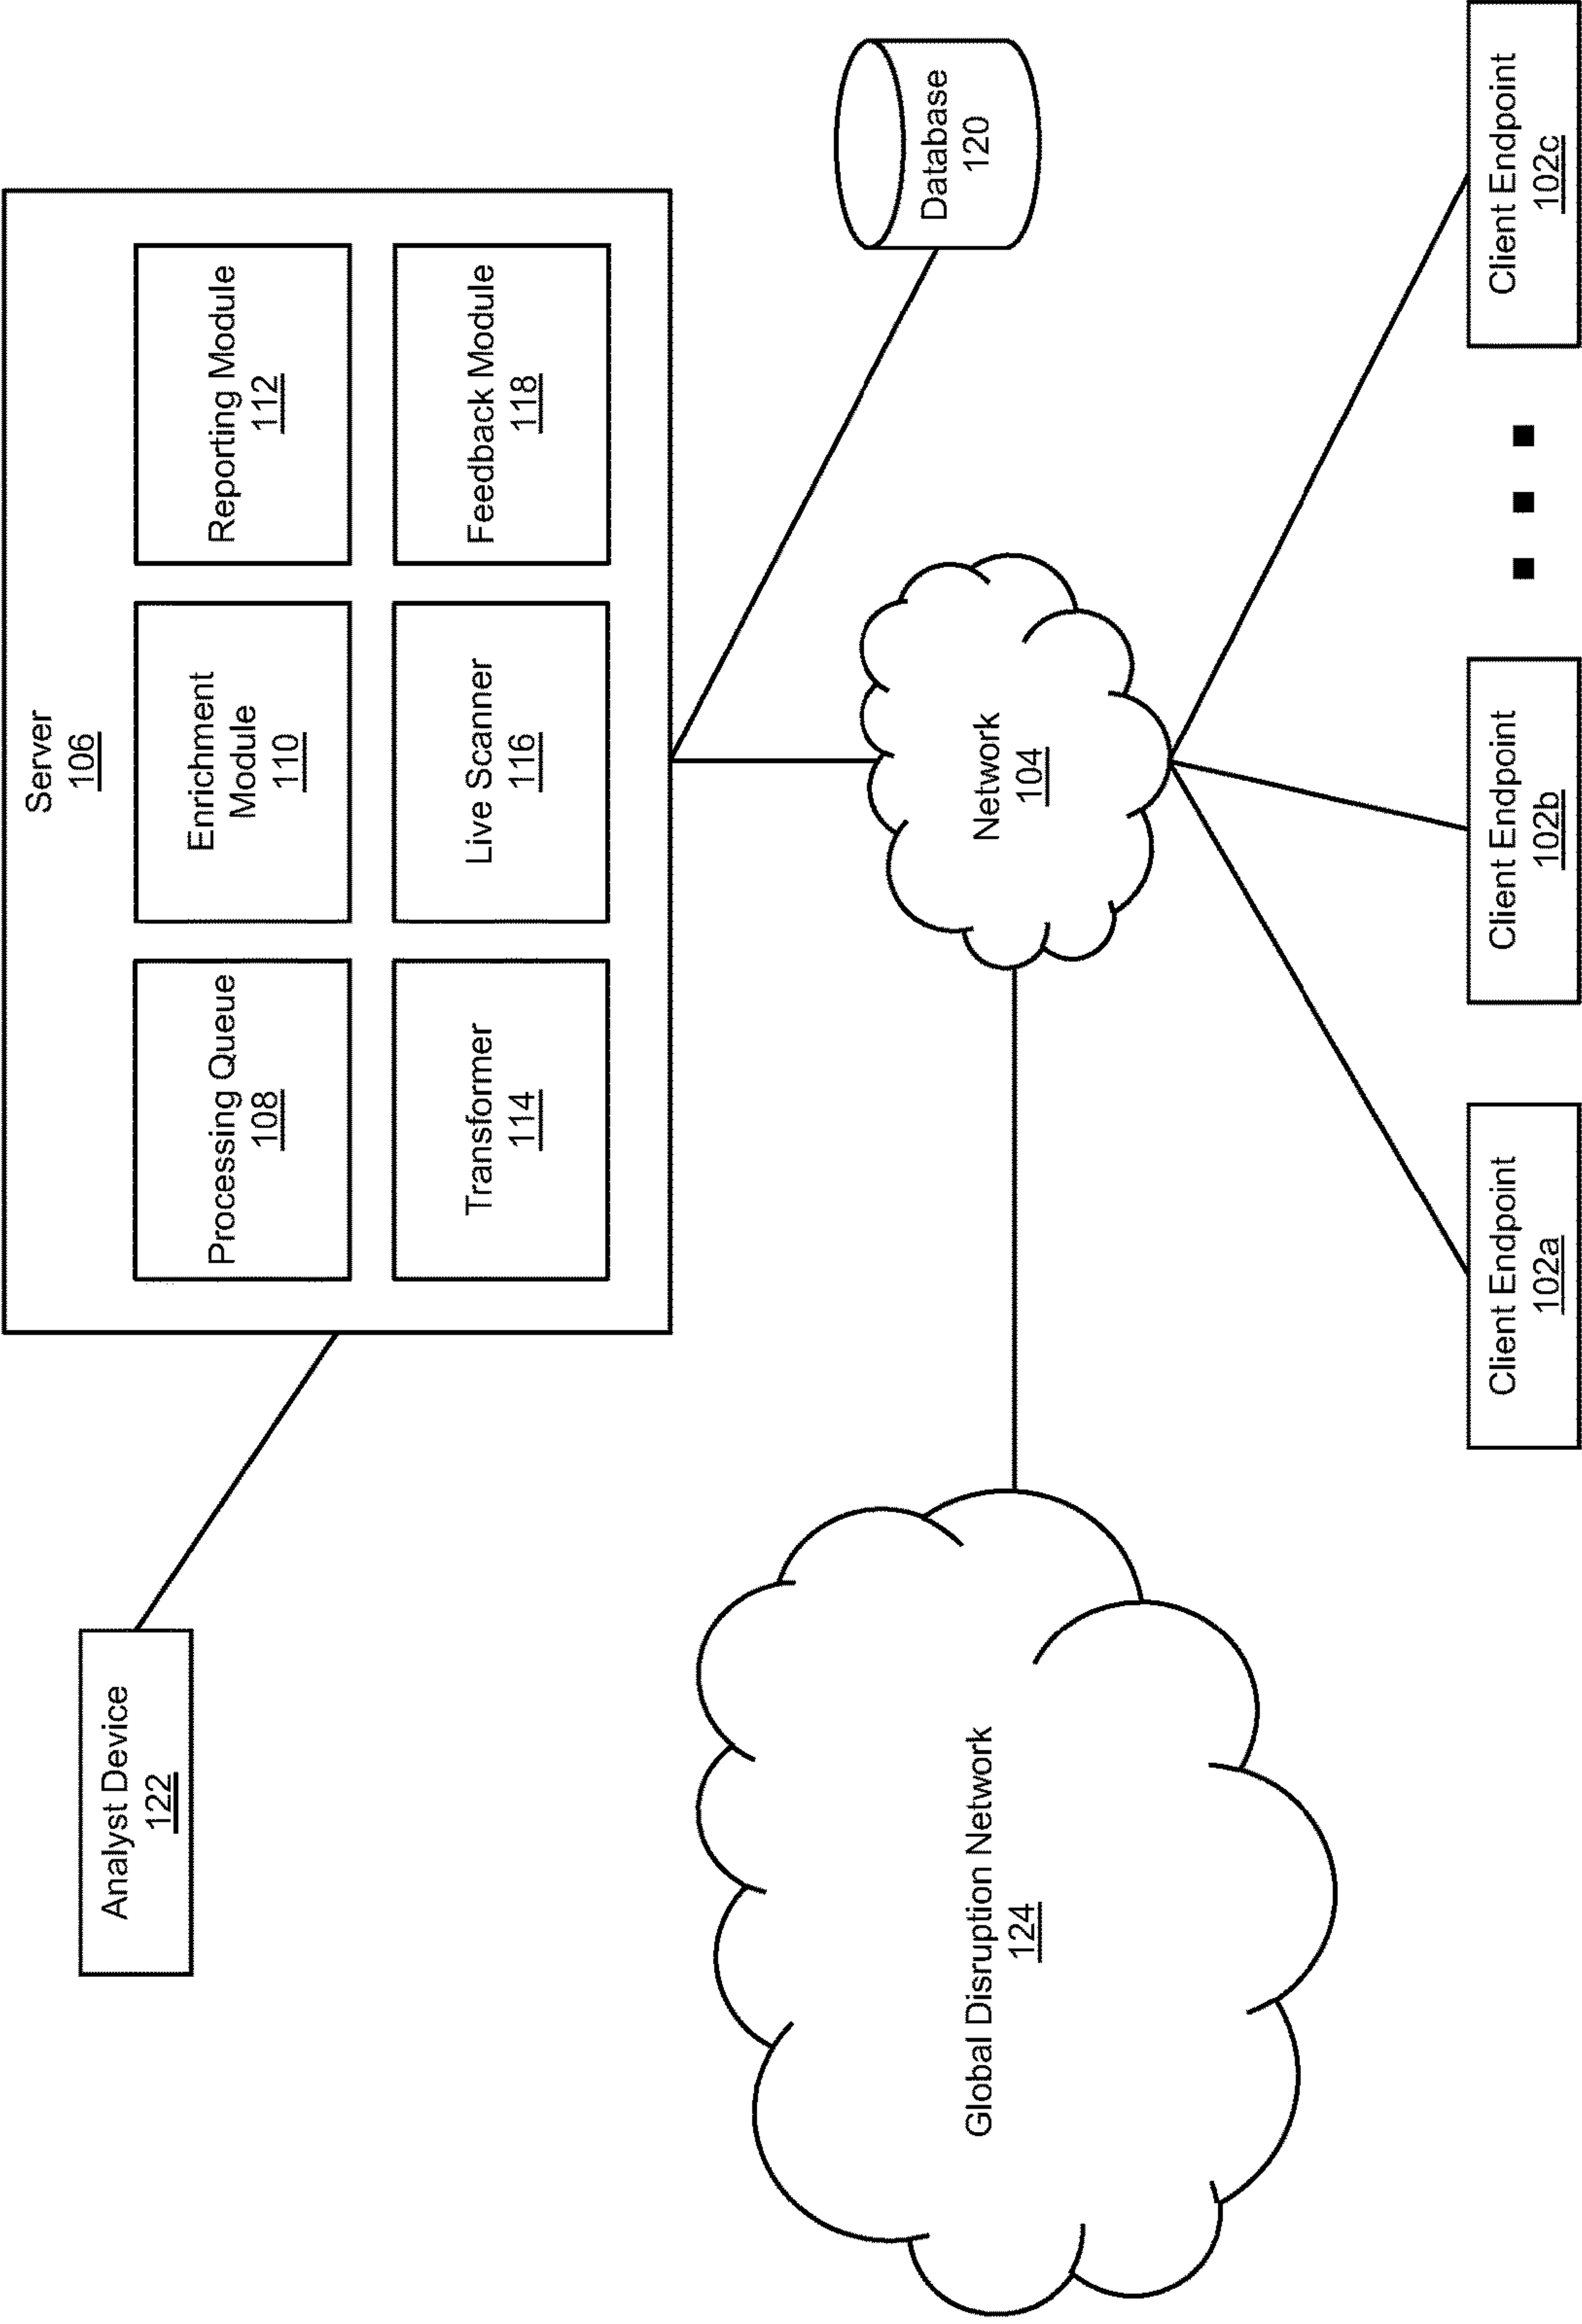 Analyst Device
122
Server
106
Processing Queue
108
Enrichment
Module
110
Reporting Module
112
Transformer
114
Live Scanner
116
Feedback Module
118
Database
120
Network
104
Global Disruption Network
124
Client Endpoint
102a
Client Endpoint
102b
Client Endpoint
102c